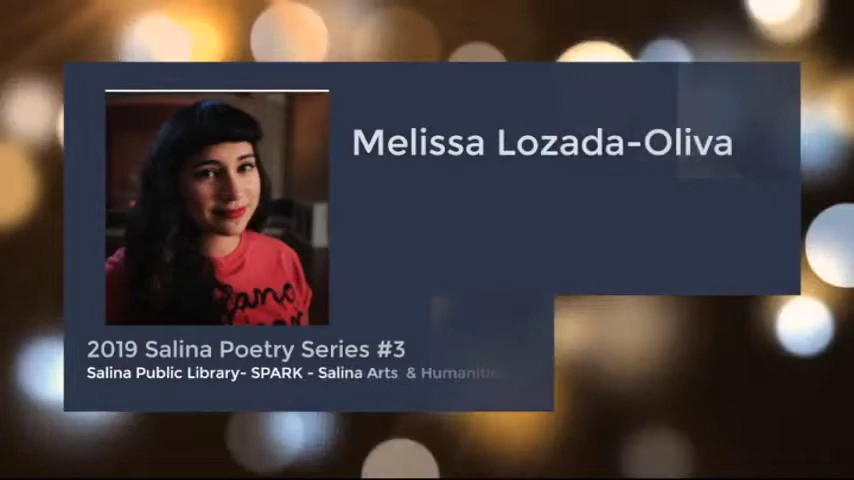 Melissa Lozada-Oliva
2019 Salina Poetry Series #3
Salina Public Library- SPARK - Salina Arts & Humanities